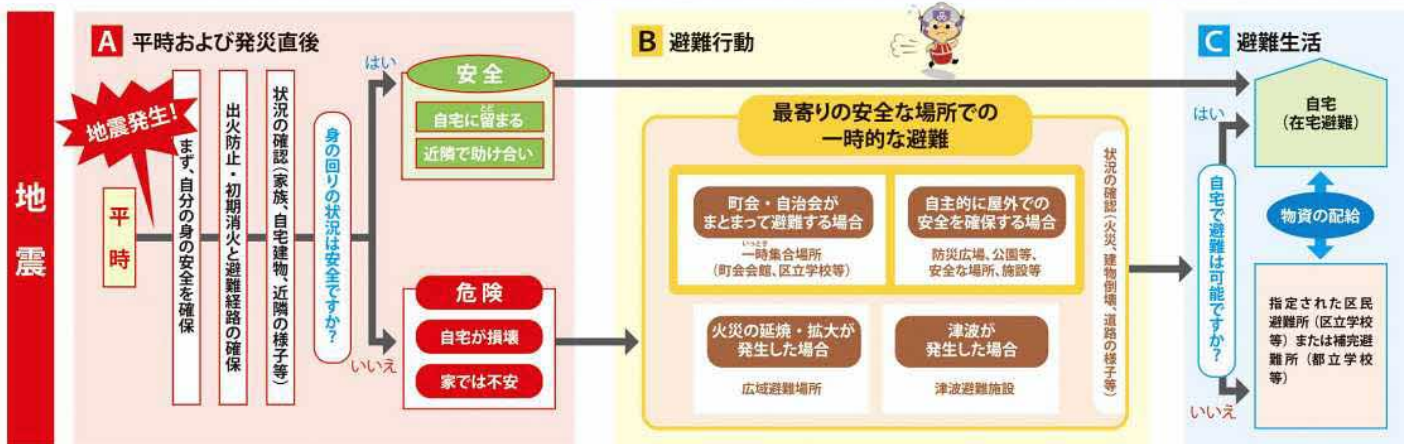 地震
A 平時および発災直後
地震発生!
平時
まず、自分の身の安全を確保
出火防止・初期消火と避難経路の確保
状況の確認(家族、自宅建物、近隣の様子等)
身の回りの状況は安全ですか?
はい
安全
自宅に留まる
とど
近隣で助け合い
いいえ
危険
自宅が損壊
家では不安
B 避難行動
最寄りの安全な場所での
一時的な避難
町会・自治会が
まとまって避難する場合
いっとき
一時集合場所
(町会会館、区立学校等)
自主的に屋外での
安全を確保する場合
防災広場、公園等、
安全な場所、施設等
火災の延焼・拡大が
発生した場合
広域避難場所
津波が
発生した場合
津波避難施設
状況の確認(火災、建物倒壊、道路の様子等)
C 避難生活
自宅で避難は可能ですか?
はい
自宅
(在宅避難)
物資の配給
いいえ
指定された区民
避難所(区立学校
等)または補完避
難所(都立学校
等)